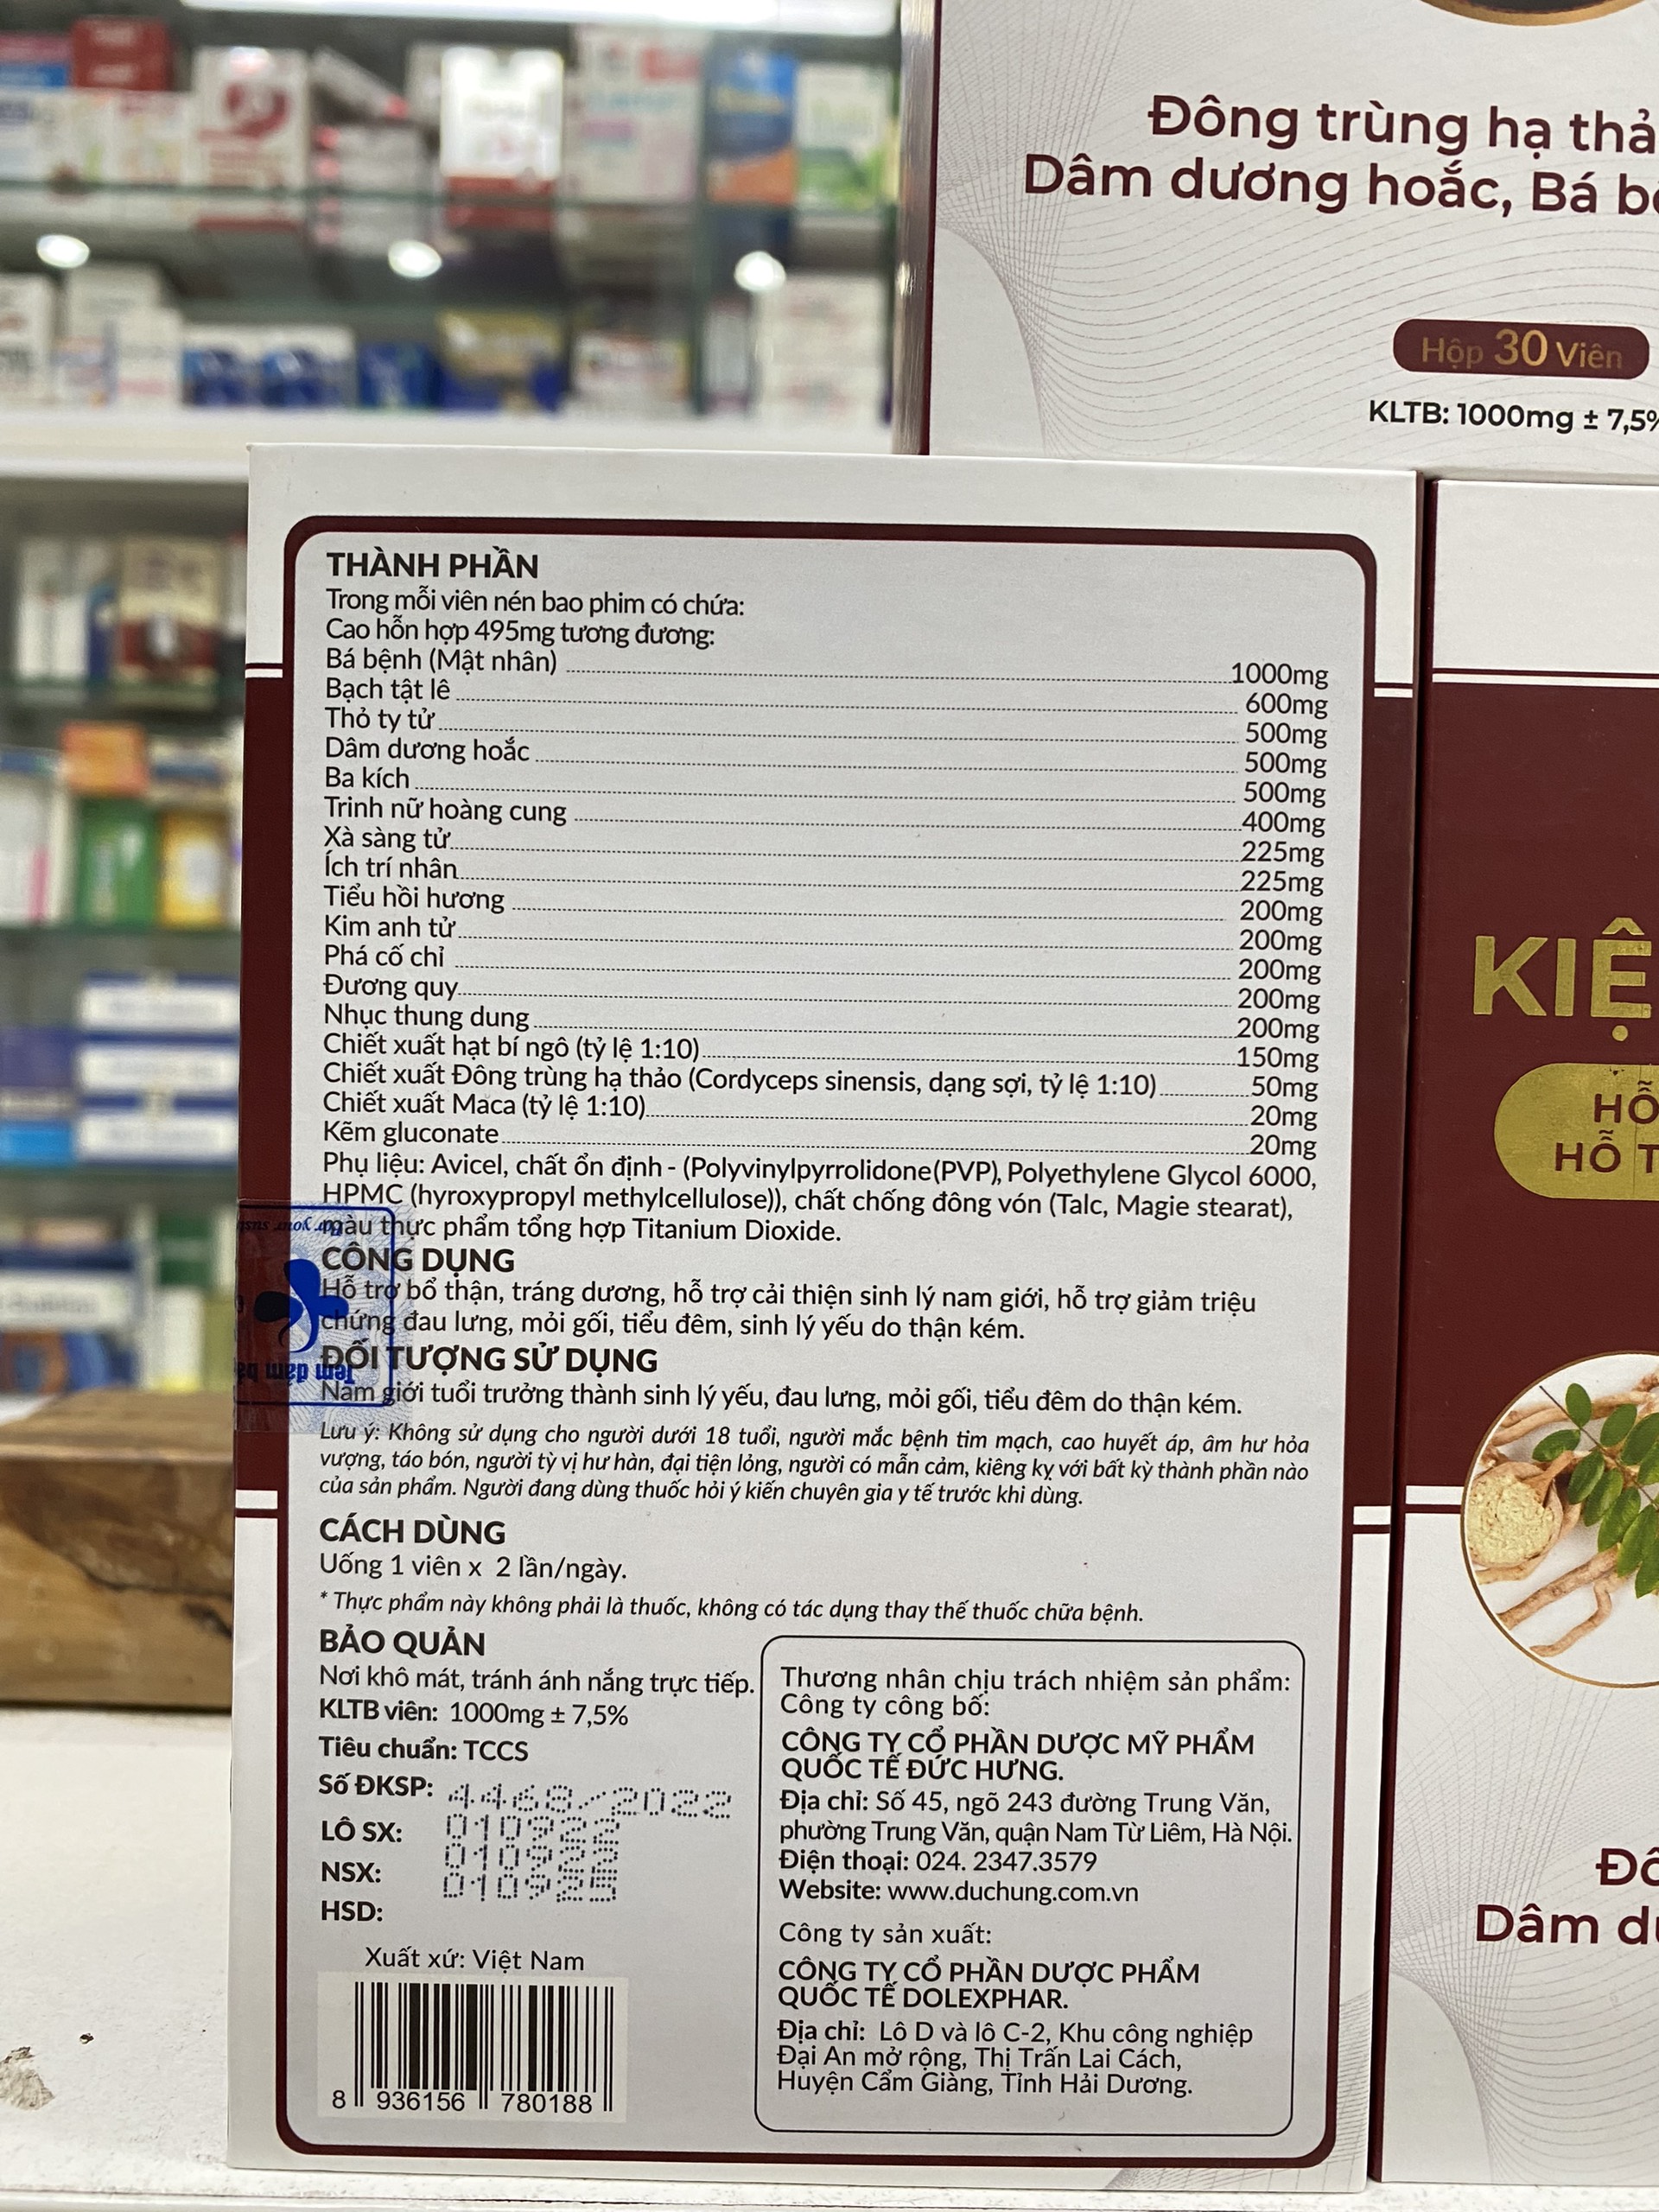 Đông trùng hạ thả
Dâm dương hoắc, Bá b
Hộp 30 Viên
KLTB: 1000mg ± 7,5%
THÀNH PHẦN
Trong mỗi viên nén bao phim có chứa:
Cao hỗn hợp 495mg tương đương:
Bá bệnh (Mật nhân) 1000mg
Bạch tật lê 600mg
Thỏ ty tử 500mg
Dâm dương hoắc 500mg
Ba kích 500mg
Trinh nữ hoàng cung 400mg
Xà sàng tử 225mg
Ích trí nhân 225mg
Tiểu hồi hương 200mg
Kim anh tử 200mg
Phá cố chỉ 200mg
Đương quy 200mg
Nhục thung dung 200mg
Chiết xuất hạt bí ngô (tỷ lệ 1:10) 150mg
Chiết xuất Đông trùng hạ thảo (Cordyceps sinensis, dạng sợi, tỷ lệ 1:10) 50mg
Chiết xuất Maca (tỷ lệ 1:10) 20mg
Kẽm gluconate 20mg
Phụ liệu: Avicel, chất ổn định - (Polyvinylpyrrolidone(PVP), Polyethylene Glycol 6000,
HPMC (hyroxypropyl methylcellulose)), chất chống đông vón (Talc, Magie stearat),
màu thực phẩm tổng hợp Titanium Dioxide.
CÔNG DỤNG
Hỗ trợ bổ thận, tráng dương, hỗ trợ cải thiện sinh lý nam giới, hỗ trợ giảm triệu
chứng đau lưng, mỏi gối, tiểu đêm, sinh lý yếu do thận kém.
ĐỐI TƯỢNG SỬ DỤNG
Nam giới tuổi trưởng thành sinh lý yếu, đau lưng, mỏi gối, tiểu đêm do thận kém.
Lưu ý: Không sử dụng cho người dưới 18 tuổi, người mắc bệnh tim mạch, cao huyết áp, âm hư hỏa
vượng, táo bón, người tỳ vị hư hàn, đại tiện lỏng, người có mẫn cảm, kiêng kỵ với bất kỳ thành phần nào
của sản phẩm. Người đang dùng thuốc hỏi ý kiến chuyên gia y tế trước khi dùng.
CÁCH DÙNG
Uống 1 viên x 2 lần/ngày.
* Thực phẩm này không phải là thuốc, không có tác dụng thay thế thuốc chữa bệnh.
BẢO QUẢN
Nơi khô mát, tránh ánh nắng trực tiếp.
KLTB viên: 1000mg ± 7,5%
Tiêu chuẩn: TCCS
Số ĐKSP: 4468/2022
LÔ SX: 010922
NSX: 010922
HSD: 010925
Xuất xứ: Việt Nam
8 936156 780188
Thương nhân chịu trách nhiệm sản phẩm:
Công ty công bố:
CÔNG TY CỔ PHẦN DƯỢC MỸ PHẨM
QUỐC TẾ ĐỨC HƯNG.
Địa chỉ: Số 45, ngõ 243 đường Trung Văn,
phường Trung Văn, quận Nam Từ Liêm, Hà Nội.
Điện thoại: 024. 2347.3579
Website: www.duchung.com.vn
Công ty sản xuất:
CÔNG TY CỔ PHẦN DƯỢC PHẨM
QUỐC TẾ DOLEXPHAR.
Địa chỉ: Lô D và lô C-2, Khu công nghiệp
Đại An mở rộng, Thị Trấn Lai Cách,
Huyện Cẩm Giàng, Tỉnh Hải Dương.
KIỆ
HỖ
HỖ T
Đô
Dâm dư